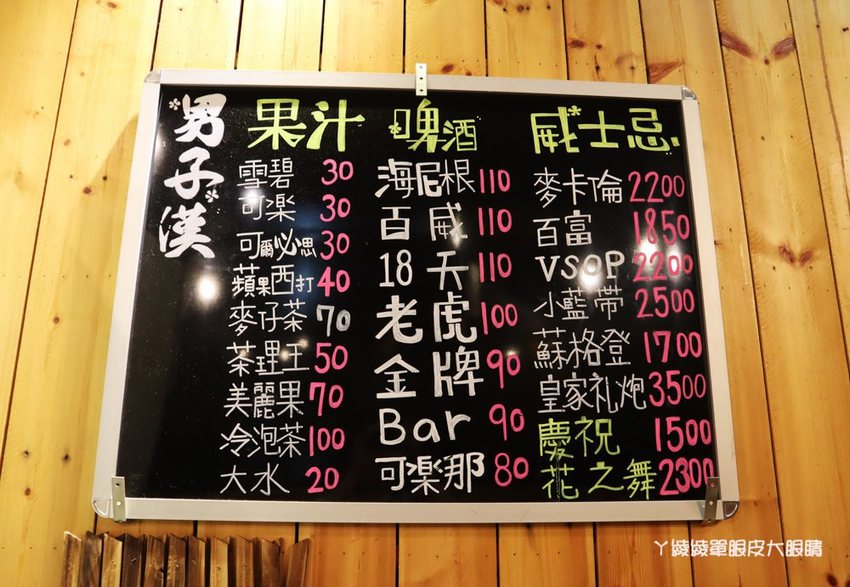 男子漢
果汁
雪碧 30
可楽 30
可爾必思 30
蘋果西打 40
麥仔茶 70
茶理王 50
美麗果 70
冷泡茶 100
大水 20
啤酒
海尼根 110
百威 110
18天 110
老虎 100
金牌 90
Bar 90
可楽那 80
威士忌
麥卡倫 2200
百富 1850
VSOP 2200
小藍帶 2500
蘇格登 1700
皇家礼炮 3500
慶祝 1500
花之舞 2300
ㄚ綾綾單眼皮大眼睛